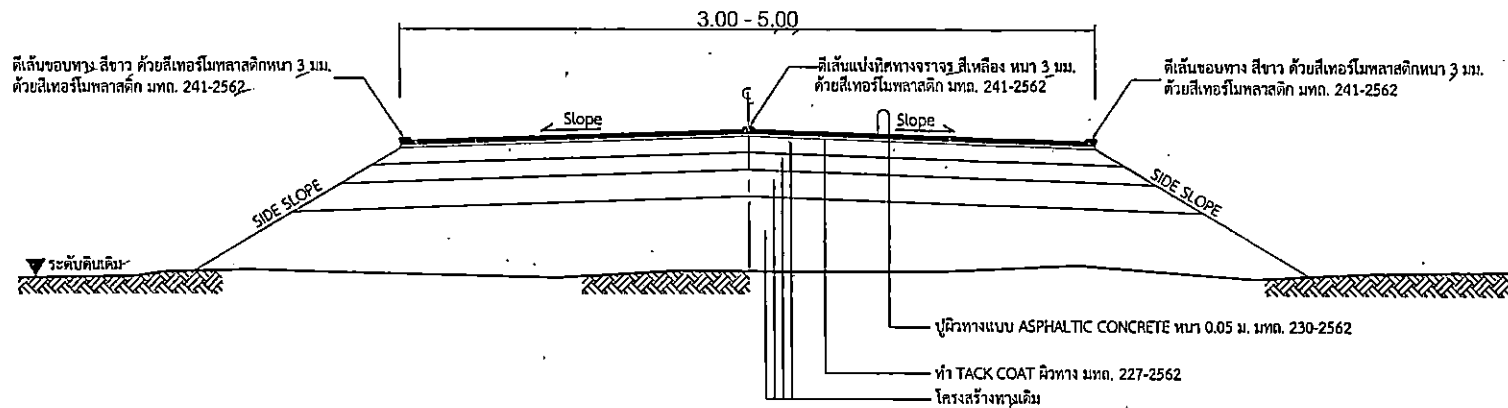 3.00 - 5.00
ตีเส้นขอบทาง สีขาว ด้วยสีเทอร์โมพลาสติกหนา 3 มม.
ด้วยสีเทอร์โมพลาสติก มทถ. 241-2562
ตีเส้นแบ่งทิศทางจราจร สีเหลือง หนา 3 มม.
ด้วยสีเทอร์โมพลาสติก มทถ. 241-2562
ตีเส้นขอบทาง สีขาว ด้วยสีเทอร์โมพลาสติกหนา 3 มม.
ด้วยสีเทอร์โมพลาสติก มทถ. 241-2562
Slope
Slope
SIDE SLOPE
SIDE SLOPE
ระดับดินเดิม
ปูผิวทางแบบ ASPHALTIC CONCRETE หนา 0.05 ม. มทถ. 230-2562
ทำ TACK COAT ผิวทาง มทถ. 227-2562
โครงสร้างทางเดิม